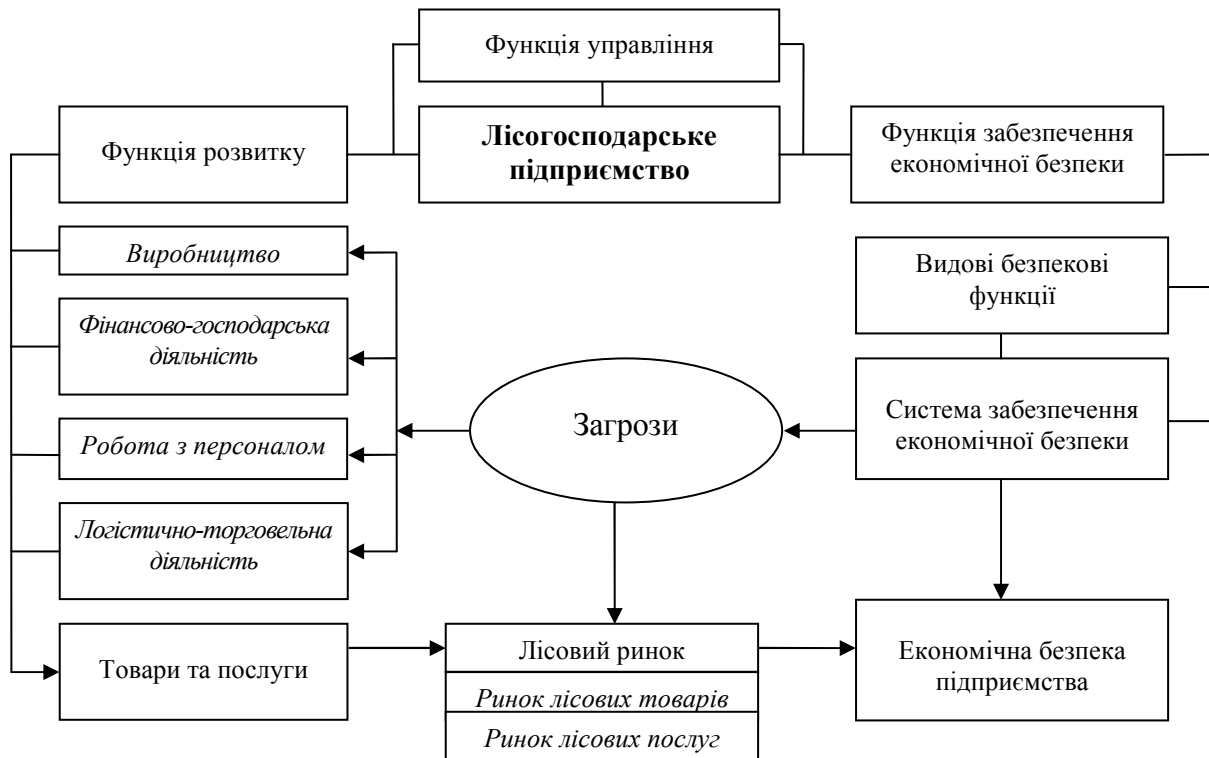 Функція управління
Функція розвитку
Лісогосподарське
підприємство
Функція забезпечення
економічної безпеки
Виробництво
Видові безпекові
функції
Фінансово-господарська
діяльність
Загрози
Система забезпечення
економічної безпеки
Робота з персоналом
Логістично-торговельна
діяльність
Товари та послуги
Лісовий ринок
Ринок лісових товарів
Ринок лісових послуг
Економічна безпека
підприємства